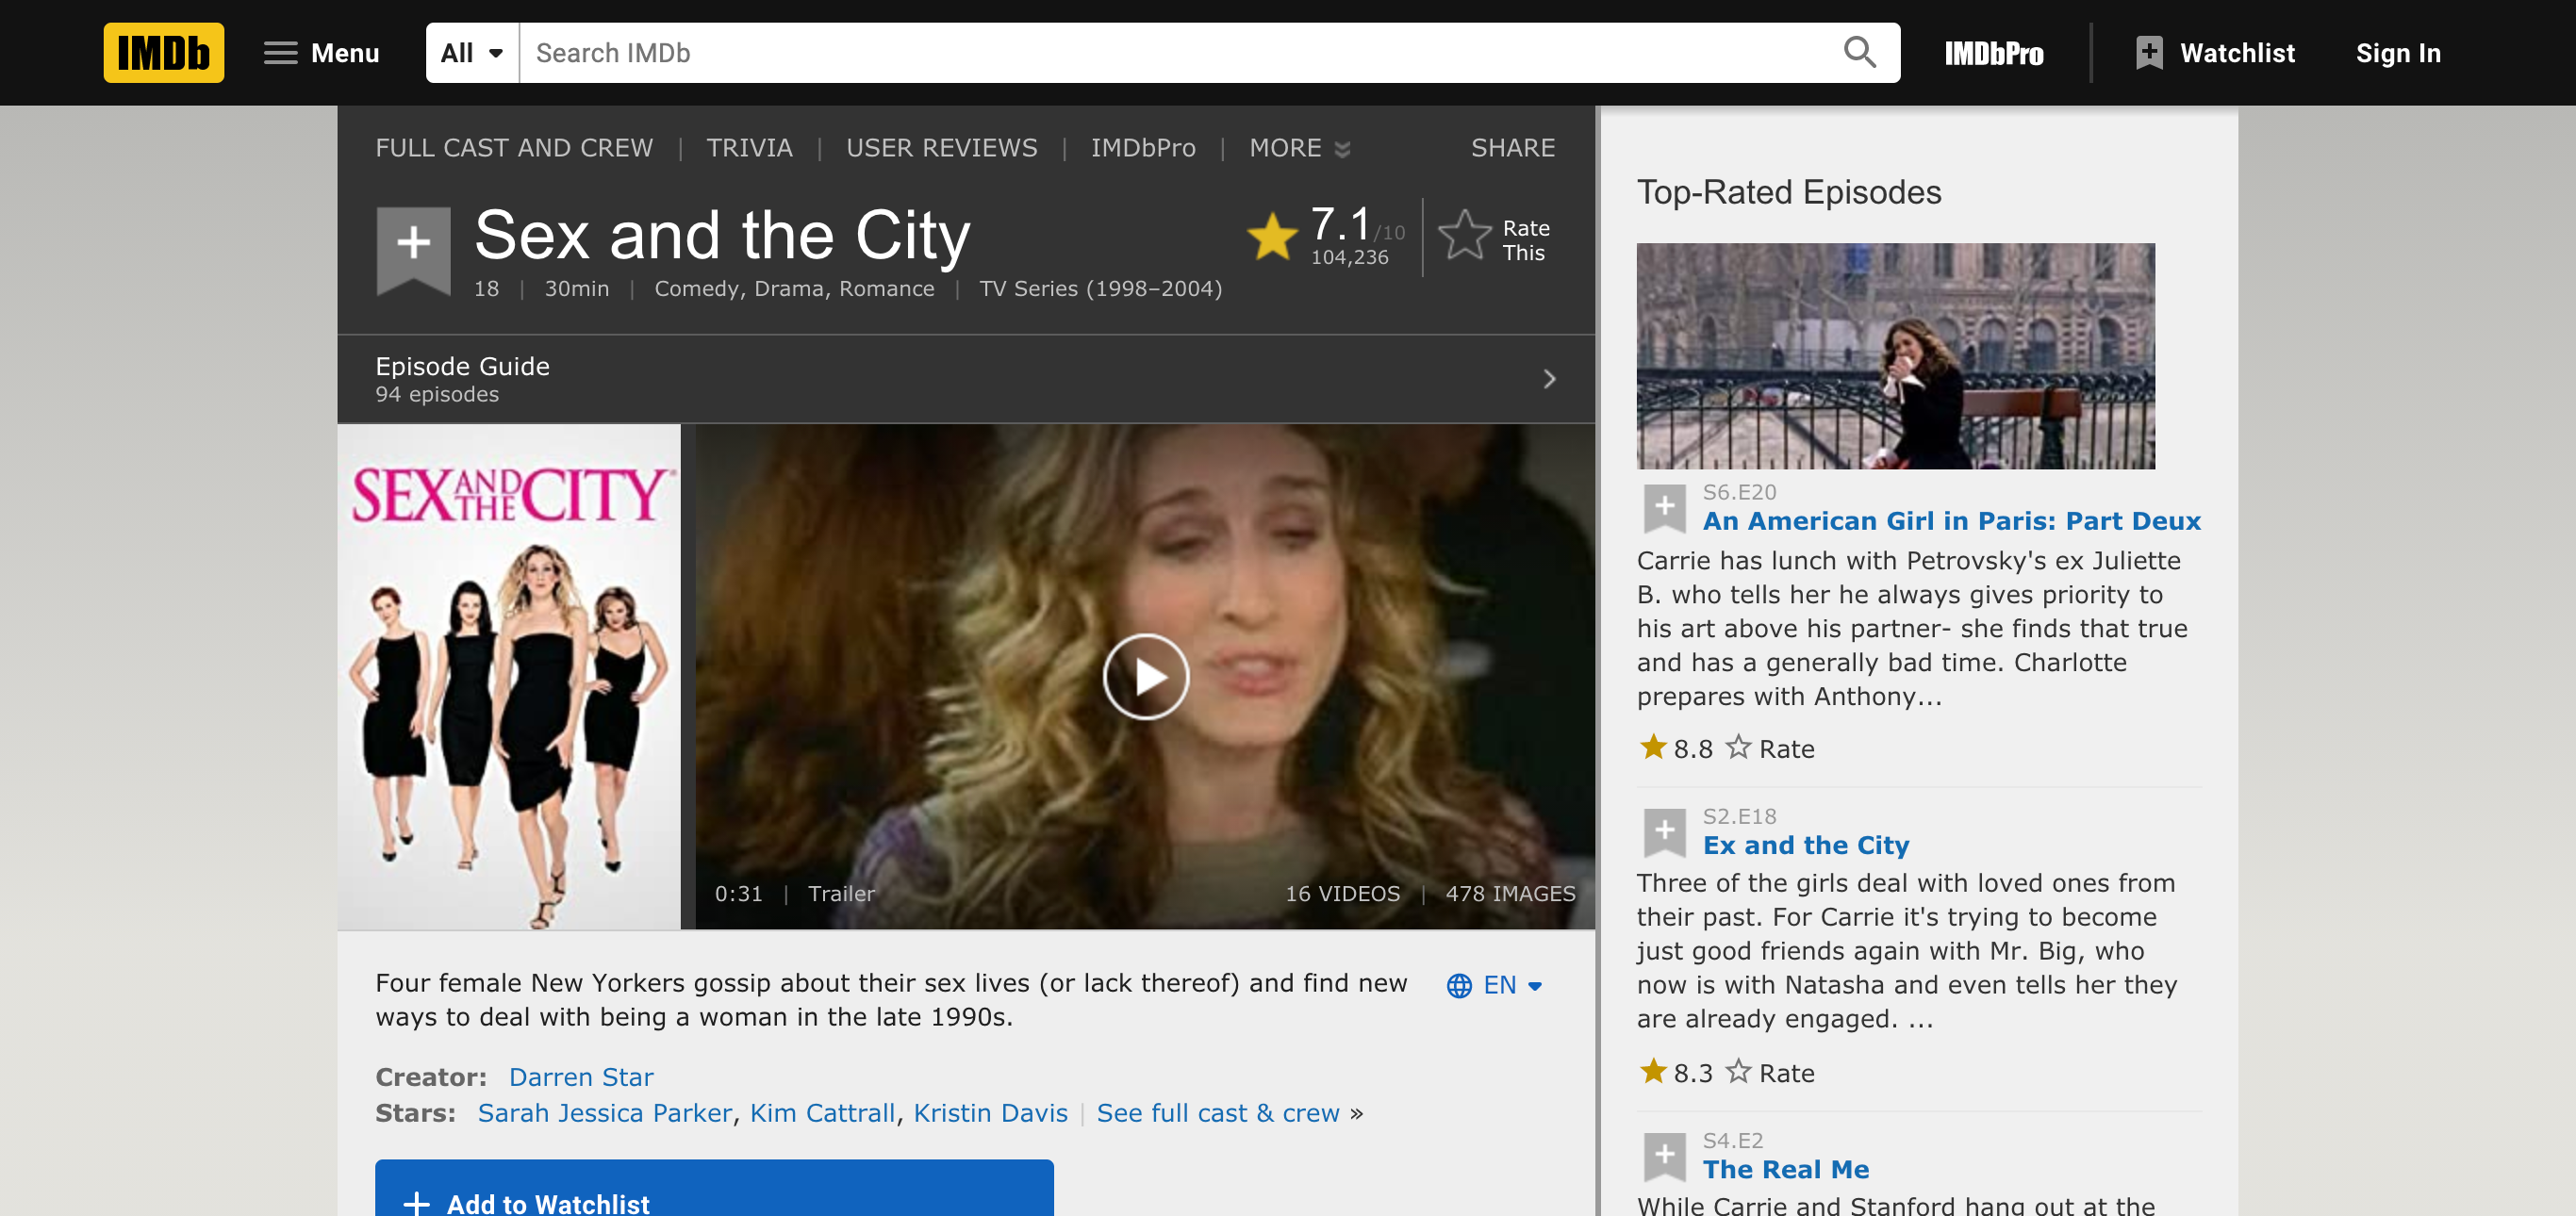 IMDb
Menu
All
Search IMDb
IMDbPro
Watchlist
Sign In
FULL CAST AND CREW | TRIVIA | USER REVIEWS | IMDbPro | MORE
SHARE
Sex and the City
18 | 30min | Comedy, Drama, Romance | TV Series (1998–2004)
7.1/10
104,236
Rate
This
Episode Guide
94 episodes
SEX AND THE CITY
0:31 | Trailer
16 VIDEOS | 478 IMAGES
Four female New Yorkers gossip about their sex lives (or lack thereof) and find new
ways to deal with being a woman in the late 1990s.
EN
Creator: Darren Star
Stars: Sarah Jessica Parker, Kim Cattrall, Kristin Davis | See full cast & crew »
+ Add to Watchlist
Top-Rated Episodes
S6.E20
An American Girl in Paris: Part Deux
Carrie has lunch with Petrovsky's ex Juliette
B. who tells her he always gives priority to
his art above his partner- she finds that true
and has a generally bad time. Charlotte
prepares with Anthony...
8.8 Rate
S2.E18
Ex and the City
Three of the girls deal with loved ones from
their past. For Carrie it's trying to become
just good friends again with Mr. Big, who
now is with Natasha and even tells her they
are already engaged. ...
8.3 Rate
S4.E2
The Real Me
While Carrie and Stanford hang out at the